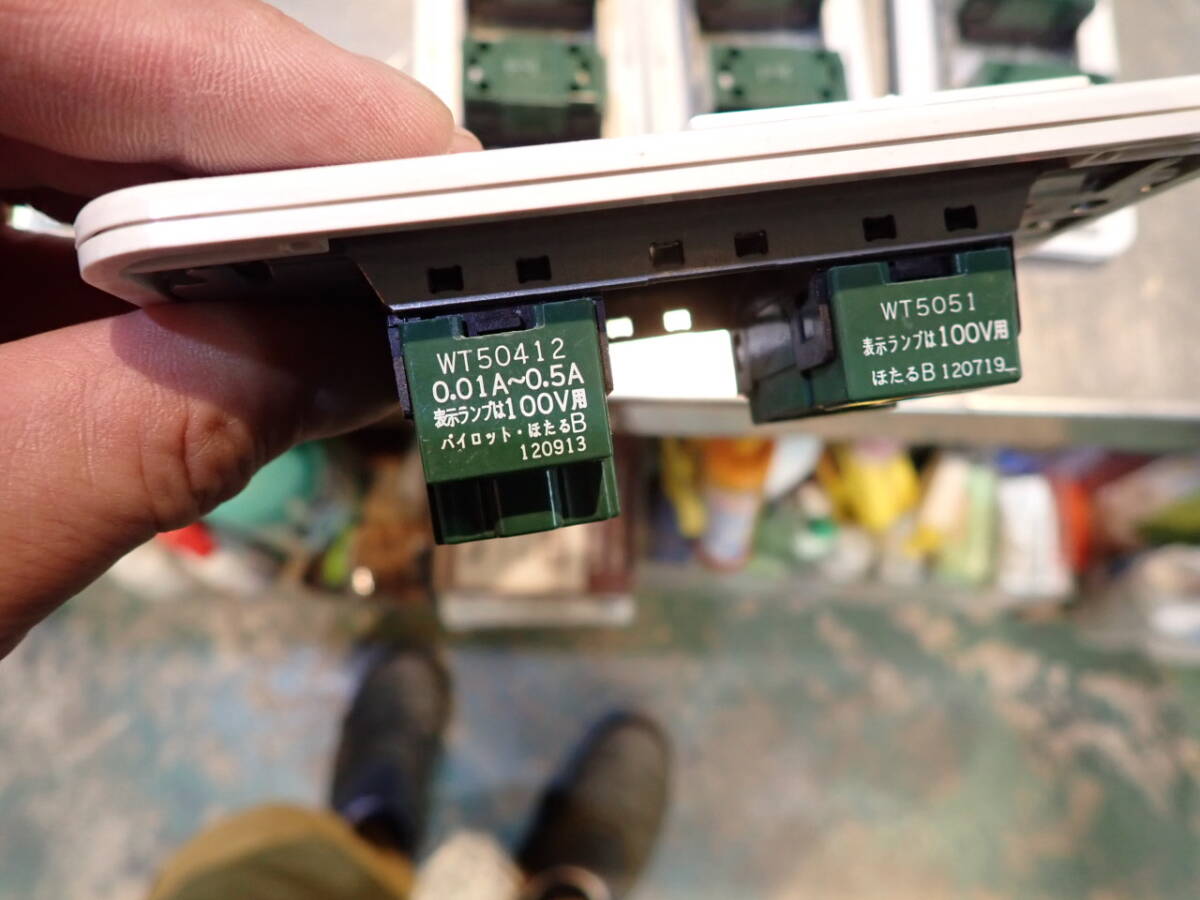 WT50412
0.01A~0.5A
表示ランプは100V用
パイロット・ほたるB
120913
WT5051
表示ランプは100V用
ほたるB 120719